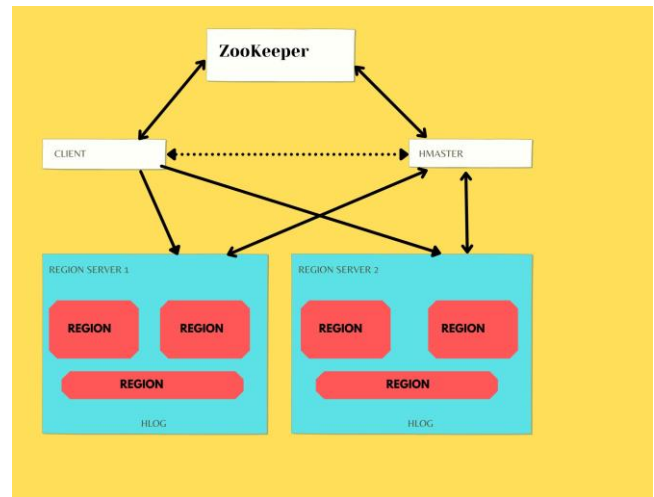 ZooKeeper
CLIENT
HMASTER
REGION SERVER 1
REGION
REGION
REGION
HLOG
REGION SERVER 2
REGION
REGION
REGION
HLOG